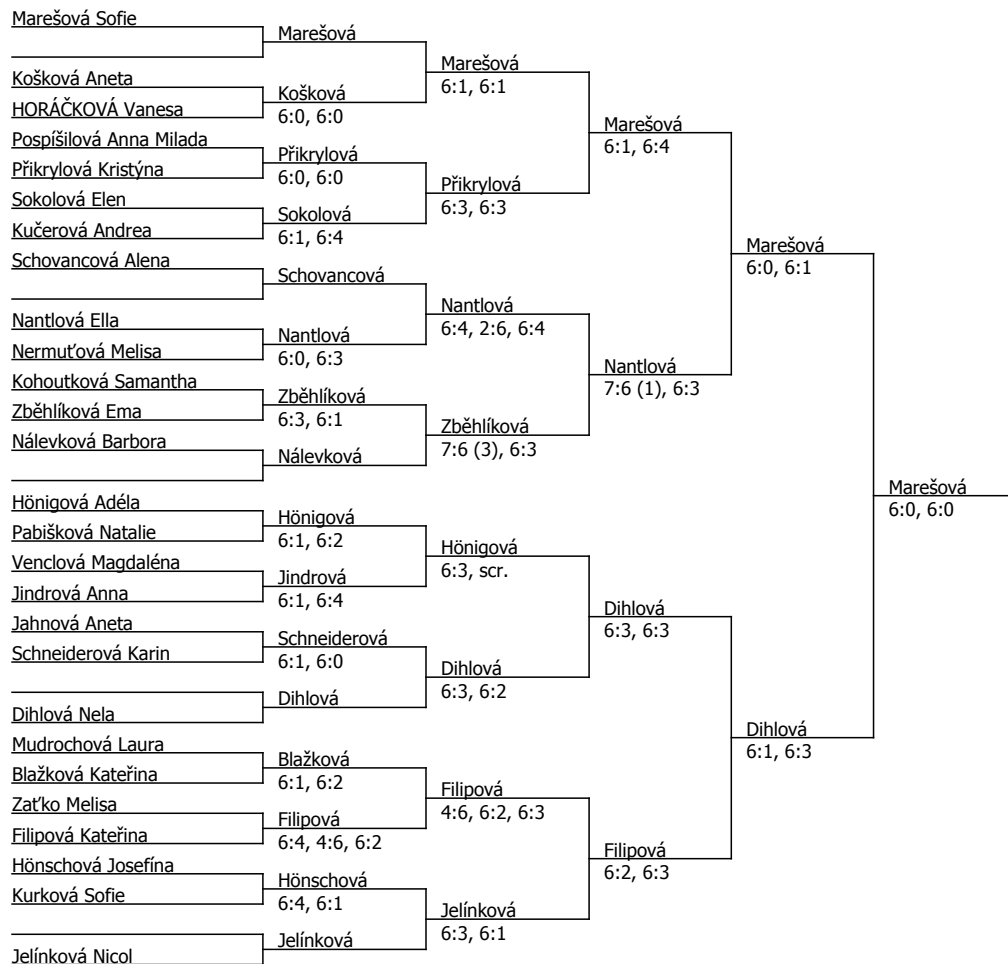 Marešová Sofie
Košková Aneta
HORÁČKOVÁ Vanesa
Pospíšilová Anna Milada
Přikrylová Kristýna
Sokolová Elen
Kučerová Andrea
Schovancová Alena
Nantlová Ella
Nermuťová Melisa
Kohoutková Samantha
Zběhlíková Ema
Nálevková Barbora
Hönigová Adéla
Pabišková Natalie
Venclová Magdaléna
Jindrová Anna
Jahnová Aneta
Schneiderová Karin
Dihlová Nela
Mudrochová Laura
Blažková Kateřina
Zaťko Melisa
Filipová Kateřina
Hönschová Josefína
Kurková Sofie
Jelínková Nicol
Marešová
Košková
6:0, 6:0
Přikrylová
6:0, 6:0
Sokolová
6:1, 6:4
Schovancová
Nantlová
6:0, 6:3
Zběhlíková
6:3, 6:1
Nálevková
Hönigová
6:1, 6:2
Jindrová
6:1, 6:4
Schneiderová
6:1, 6:0
Dihlová
Blažková
6:1, 6:2
Filipová
6:4, 4:6, 6:2
Hönschová
6:4, 6:1
Jelínková
Marešová
6:1, 6:1
Přikrylová
6:3, 6:3
Nantlová
6:4, 2:6, 6:4
Zběhlíková
7:6 (3), 6:3
Hönigová
6:3, scr.
Dihlová
6:3, 6:2
Filipová
4:6, 6:2, 6:3
Jelínková
6:3, 6:1
Marešová
6:1, 6:4
Nantlová
7:6 (1), 6:3
Dihlová
6:3, 6:3
Filipová
6:2, 6:3
Marešová
6:0, 6:1
Dihlová
6:1, 6:3
Marešová
6:0, 6:0